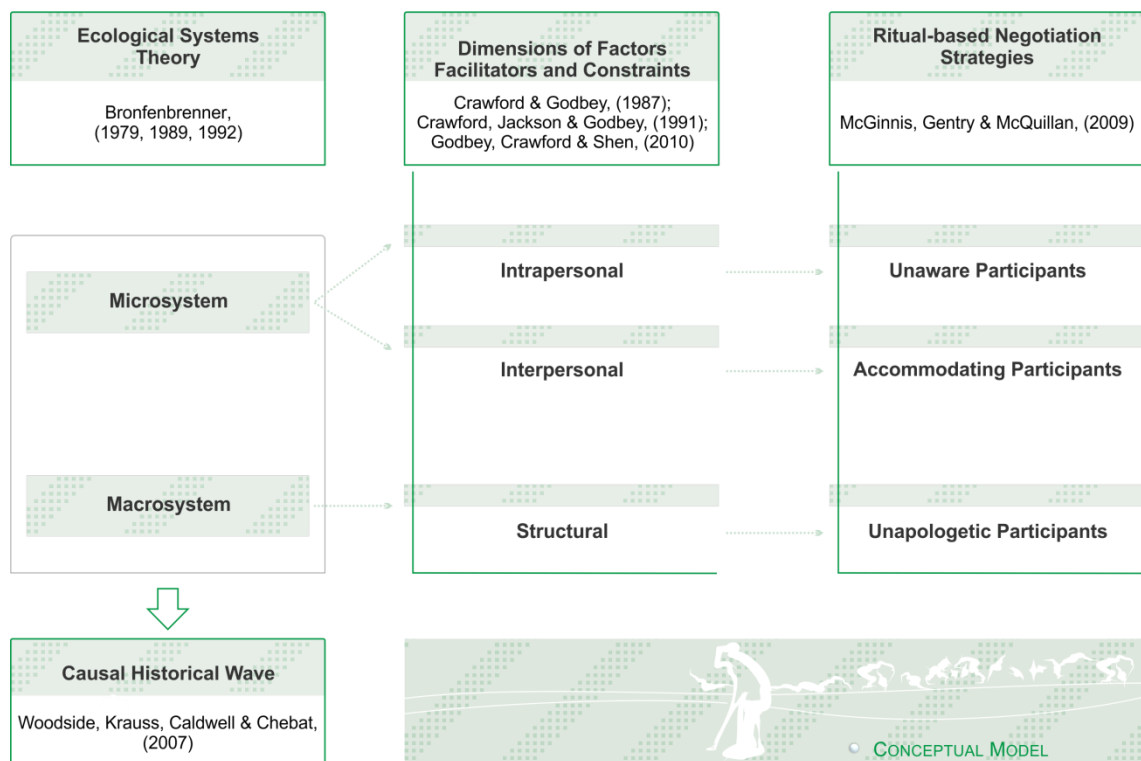 Ecological Systems
Theory
Bronfenbrenner,
(1979, 1989, 1992)
Dimensions of Factors
Facilitators and Constraints
Crawford & Godbey, (1987);
Crawford, Jackson & Godbey, (1991);
Godbey, Crawford & Shen, (2010)
Ritual-based Negotiation
Strategies
McGinnis, Gentry & McQuillan, (2009)
Microsystem
Intrapersonal
Unaware Participants
Interpersonal
Accommodating Participants
Macrosystem
Structural
Unapologetic Participants
Causal Historical Wave
Woodside, Krauss, Caldwell & Chebat,
(2007)
CONCEPTUAL MODEL